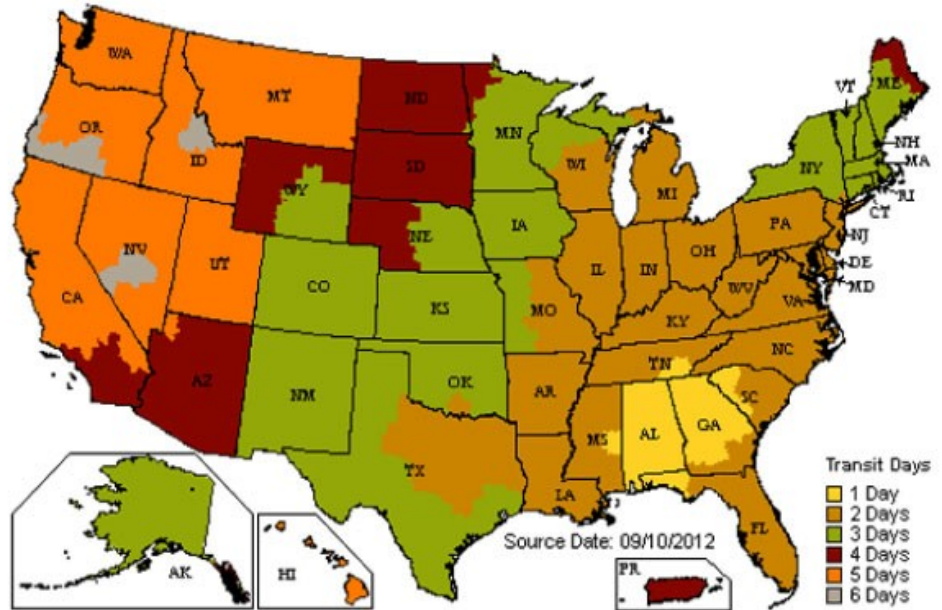 WA
MT
ND
MN
ME
VT
OR
ID
SD
WI
MI
NY
NH
MA
RI
CT
WY
NE
IA
PA
NJ
NV
UT
CO
KS
MO
IL
IN
OH
WV
DE
MD
VA
CA
KY
NC
AZ
NM
OK
AR
TN
SC
TX
LA
MS
AL
GA
FL
AK
HI
PR
Source Date: 09/10/2012
Transit Days
1 Day
2 Days
3 Days
4 Days
5 Days
6 Days